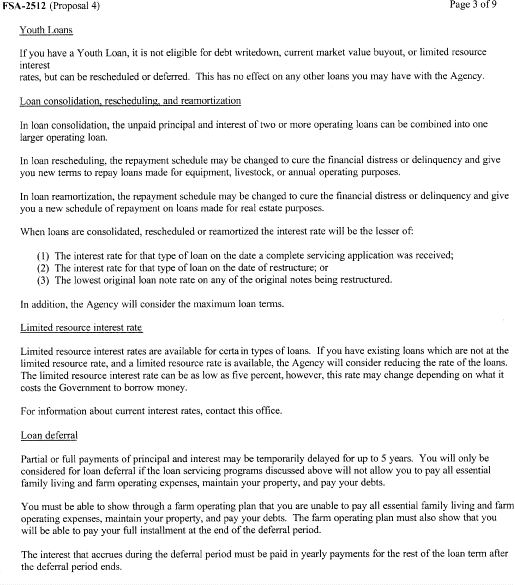 FSA-2512 (Proposal 4) Page 3 of 9
Youth Loans
If you have a Youth Loan, it is not eligible for debt writedown, current market value buyout, or limited resource
interest
rates, but can be rescheduled or deferred. This has no effect on any other loans you may have with the Agency.
Loan consolidation, rescheduling, and reamortization
In loan consolidation, the unpaid principal and interest of two or more operating loans can be combined into one
larger operating loan.
In loan rescheduling, the repayment schedule may be changed to cure the financial distress or delinquency and give
you new terms to repay loans made for equipment, livestock, or annual operating purposes.
In loan reamortization, the repayment schedule may be changed to cure the financial distress or delinquency and give
you a new schedule of repayment on loans made for real estate purposes.
When loans are consolidated, rescheduled or reamortized the interest rate will be the lesser of:
(1) The interest rate for that type of loan on the date a complete servicing application was received;
(2) The interest rate for that type of loan on the date of restructure; or
(3) The lowest original loan note rate on any of the original notes being restructured.
In addition, the Agency will consider the maximum loan terms.
Limited resource interest rate
Limited resource interest rates are available for certain types of loans. If you have existing loans which are not at the
limited resource rate, and a limited resource rate is available, the Agency will consider reducing the rate of the loans.
The limited resource interest rate can be as low as five percent, however, this rate may change depending on what it
costs the Government to borrow money.
For information about current interest rates, contact this office.
Loan deferral
Partial or full payments of principal and interest may be temporarily delayed for up to 5 years. You will only be
considered for loan deferral if the loan servicing programs discussed above will not allow you to pay all essential
family living and farm operating expenses, maintain your property, and pay your debts.
You must be able to show through a farm operating plan that you are unable to pay all essential family living and farm
operating expenses, maintain your property, and pay your debts. The farm operating plan must also show that you
will be able to pay your full installment at the end of the deferral period.
The interest that accrues during the deferral period must be paid in yearly payments for the rest of the loan term after
the deferral period ends.